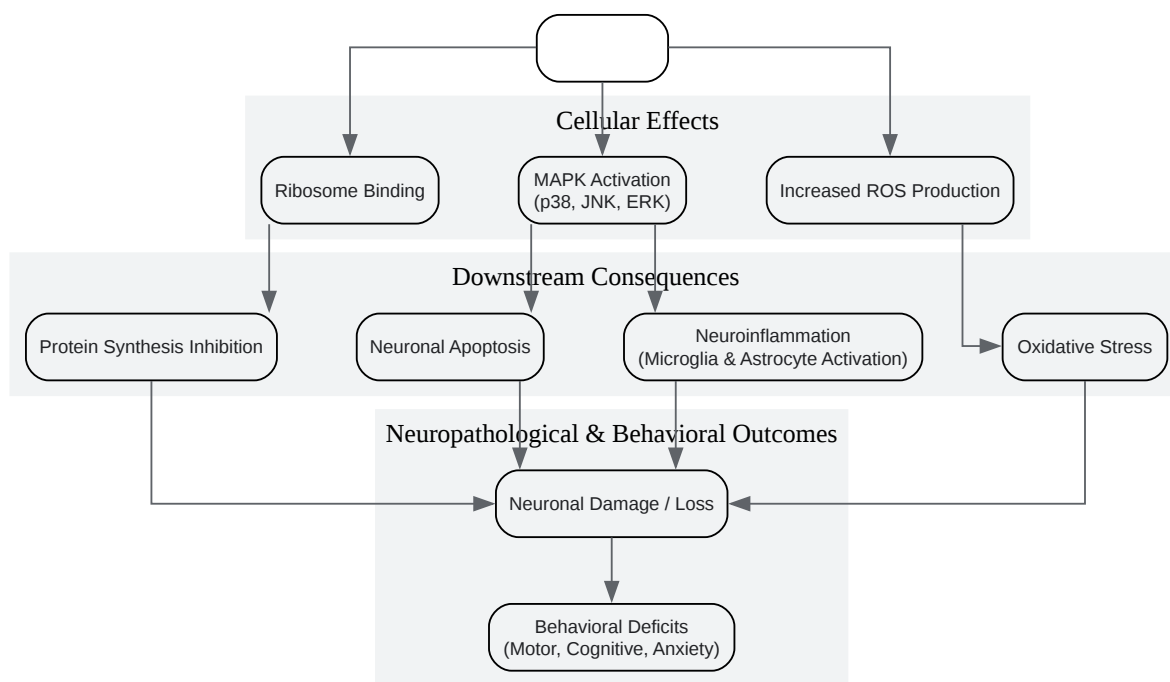 Cellular Effects
Ribosome Binding
MAPK Activation
(p38, JNK, ERK)
Increased ROS Production
Downstream Consequences
Protein Synthesis Inhibition
Neuronal Apoptosis
Neuroinflammation
(Microglia & Astrocyte Activation)
Oxidative Stress
Neuropathological & Behavioral Outcomes
Neuronal Damage / Loss
Behavioral Deficits
(Motor, Cognitive, Anxiety)